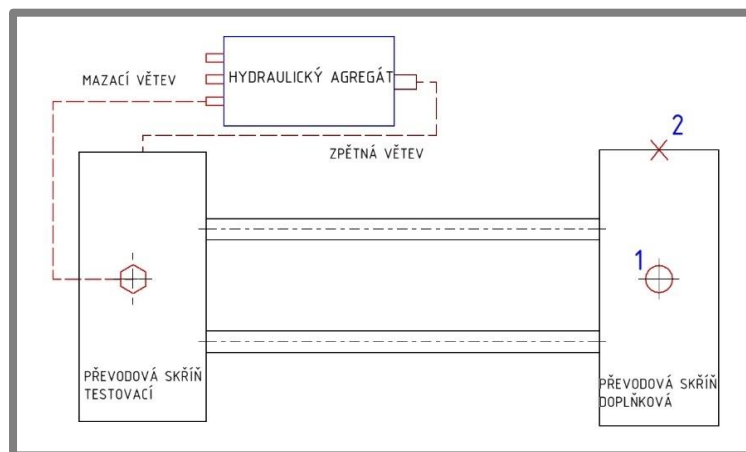 HYDRAULICKÝ AGREGÁT
MAZACÍ VĚTEV
ZPĚTNÁ VĚTEV
2
1
PŘEVODOVÁ SKŘÍŇ
TESTOVACÍ
PŘEVODOVÁ SKŘÍŇ
DOPLŇKOVÁ